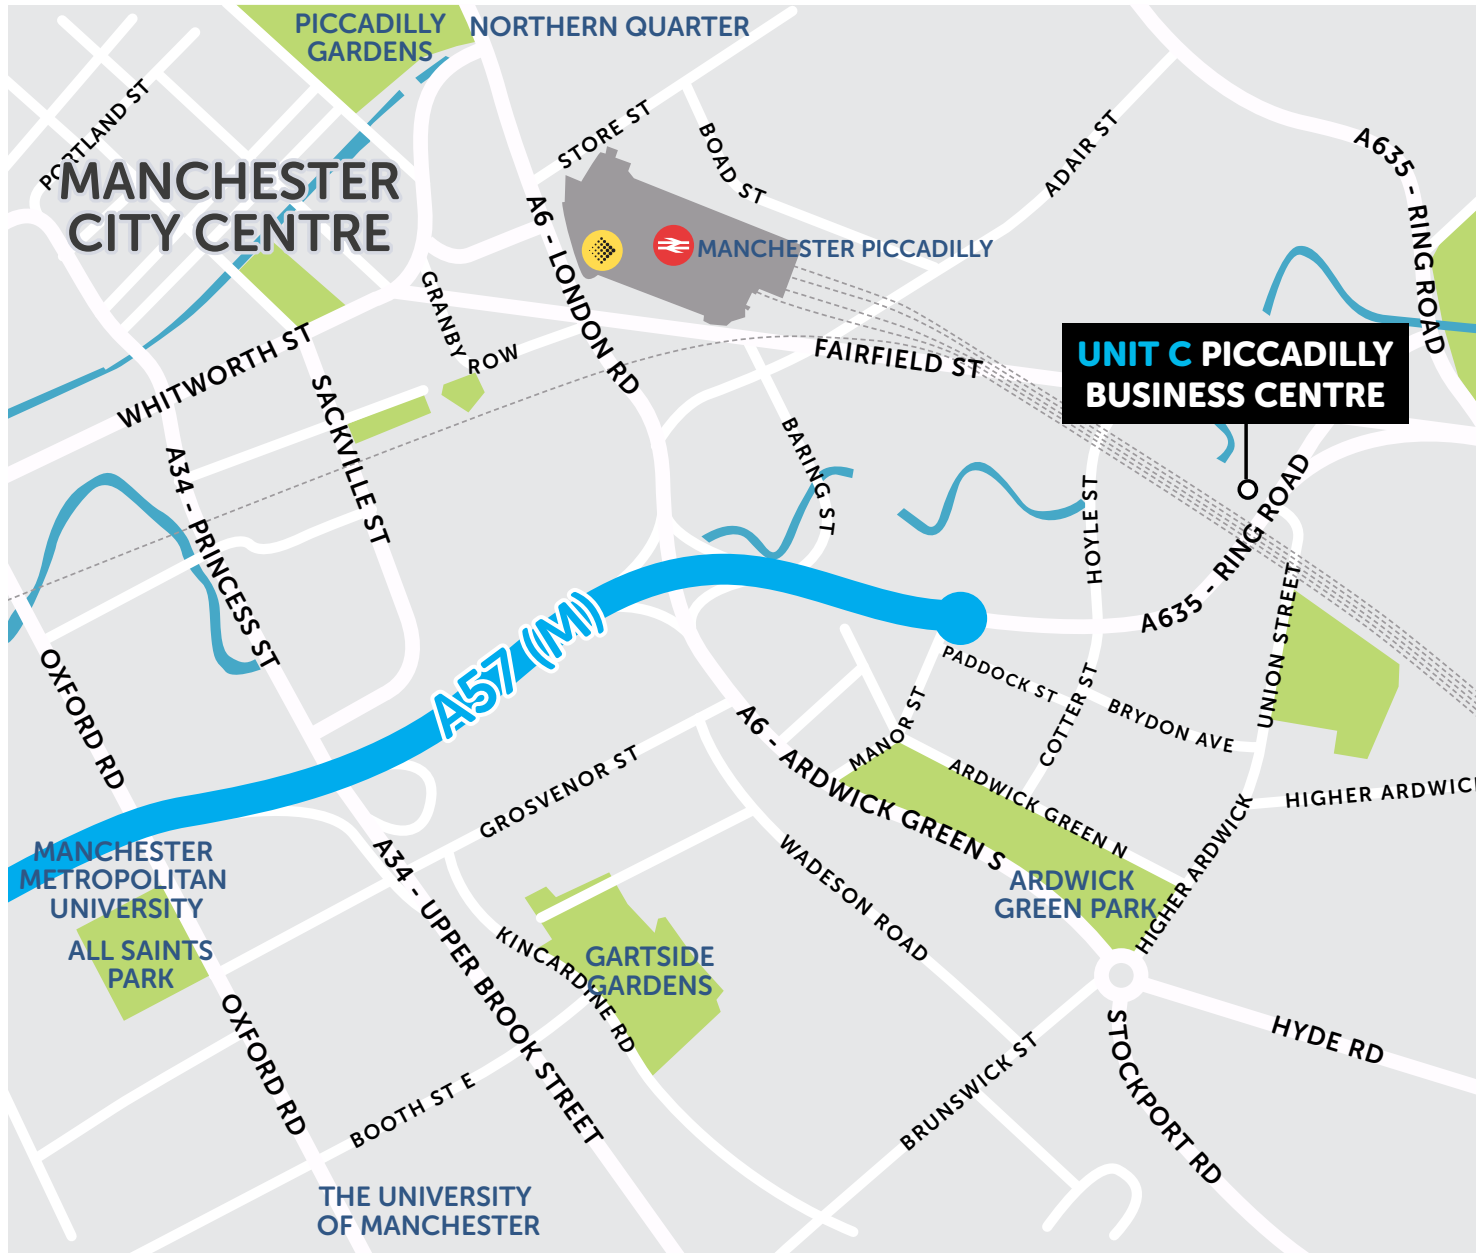 PICCADILLY
GARDENS
NORTHERN QUARTER
PORTLAND ST
STORE ST
BOAD ST
ADAIR ST
A635 - RING ROAD
MANCHESTER
CITY CENTRE
A6 - LONDON RD
MANCHESTER PICCADILLY
GRANBY ROW
WHITWORTH ST
FAIRFIELD ST
UNIT C PICCADILLY
BUSINESS CENTRE
SACKVILLE ST
BARING ST
A34 - PRINCESS ST
HOYLE ST
A635 - RING ROAD
UNION STREET
A57 (M)
OXFORD RD
PADDOCK ST
COTTER ST
BRYDON AVE
MANOR ST
A6 - ARDWICK GREEN S
ARDWICK GREEN N
GROSVENOR ST
HIGHER ARDWICK
HIGHER ARDWICK
MANCHESTER
METROPOLITAN
UNIVERSITY
ALL SAINTS
PARK
A34 - UPPER BROOK STREET
WADESON ROAD
ARDWICK
GREEN PARK
KINCARDINE RD
GARTSIDE
GARDENS
OXFORD RD
BOOTH ST E
BRUNSWICK ST
STOCKPORT RD
HYDE RD
THE UNIVERSITY
OF MANCHESTER